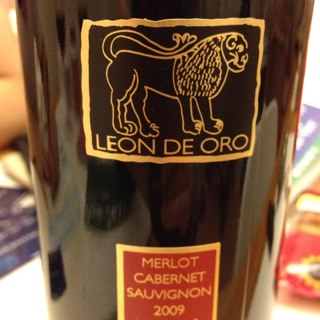 LEON DE ORO
MERLOT
CABERNET
SAUVIGNON
2009